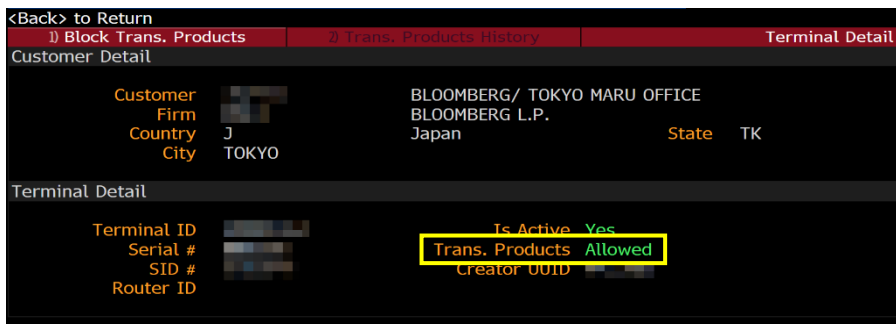 <Back> to Return
1) Block Trans. Products 2) Trans. Products History Terminal Detail
Customer Detail
Customer BLOOMBERG/ TOKYO MARU OFFICE
Firm BLOOMBERG L.P.
Country J Japan State TK
City TOKYO
Terminal Detail
Terminal ID Is Active Yes
Serial # Trans. Products Allowed
SID # Creator UUID
Router ID